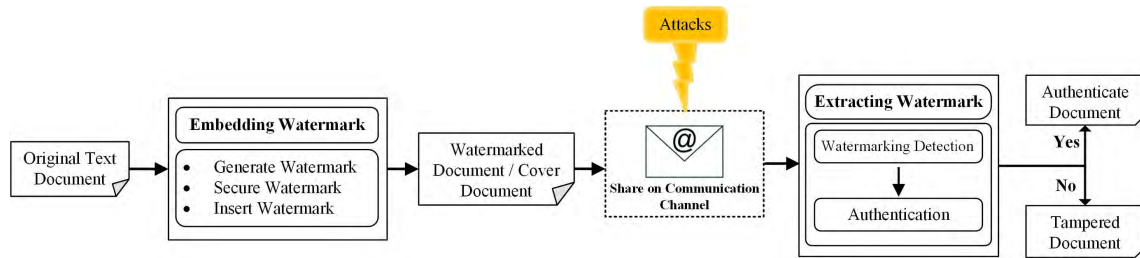 Attacks
Original Text
Document
Embedding Watermark
• Generate Watermark
• Secure Watermark
• Insert Watermark
Watermarked
Document / Cover
Document
@
Share on Communication
Channel
Extracting Watermark
Watermarking Detection
Authentication
Authenticate
Document
Yes
No
Tampered
Document